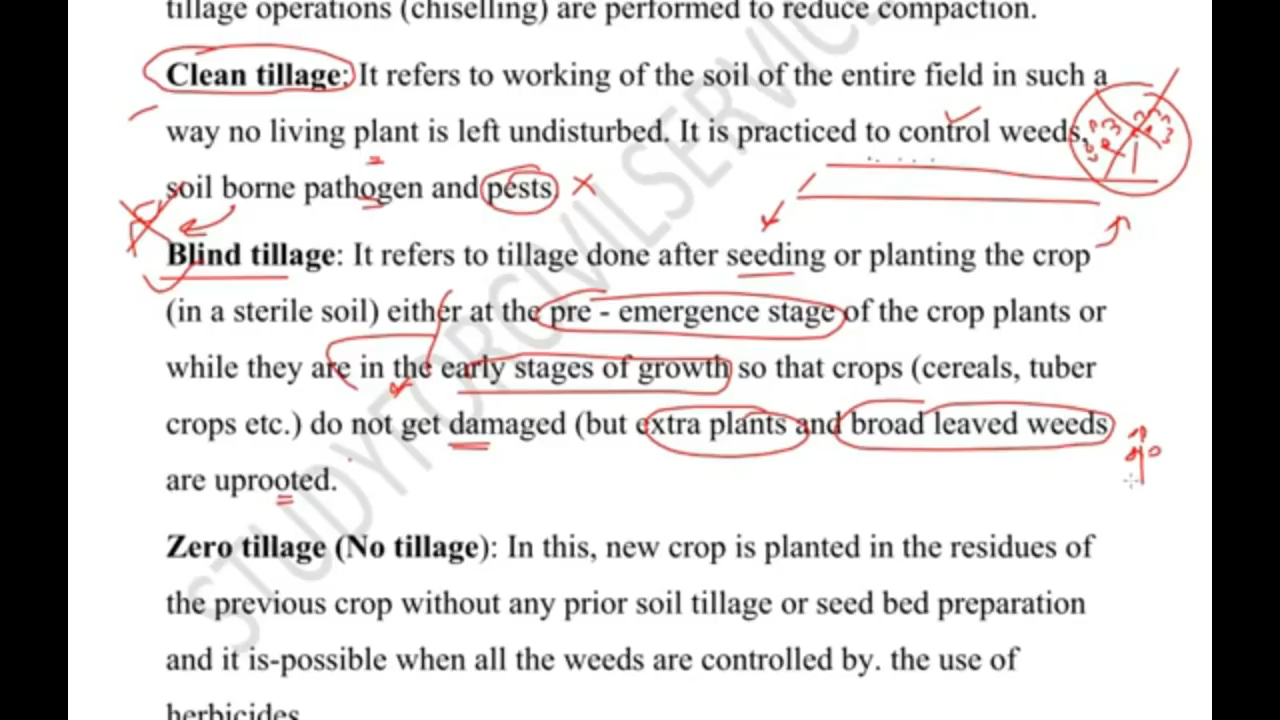 tillage operations (chiselling) are performed to reduce compaction.
Clean tillage: It refers to working of the soil of the entire field in such a
way no living plant is left undisturbed. It is practiced to control weeds,
soil borne pathogen and pests.
Blind tillage: It refers to tillage done after seeding or planting the crop
(in a sterile soil) either at the pre - emergence stage of the crop plants or
while they are in the early stages of growth so that crops (cereals, tuber
crops etc.) do not get damaged (but extra plants and broad leaved weeds
are uprooted.
Zero tillage (No tillage): In this, new crop is planted in the residues of
the previous crop without any prior soil tillage or seed bed preparation
and it is-possible when all the weeds are controlled by. the use of
herbicides
STUDYFORCIVILSERVIC